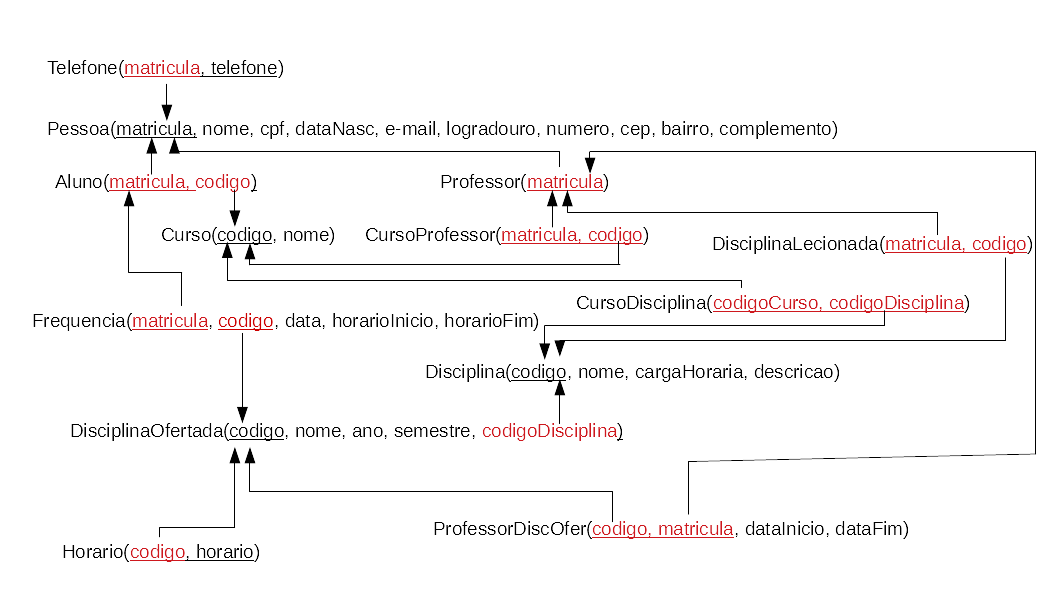 Telefone(matricula, telefone)
Pessoa(matricula, nome, cpf, dataNasc, e-mail, logradouro, numero, cep, bairro, complemento)
Aluno(matricula, codigo)
Professor(matricula)
Curso(codigo, nome)
CursoProfessor(matricula, codigo)
DisciplinaLecionada(matricula, codigo)
CursoDisciplina(codigoCurso, codigoDisciplina)
Frequencia(matricula, codigo, data, horarioInicio, horarioFim)
Disciplina(codigo, nome, cargaHoraria, descricao)
DisciplinaOfertada(codigo, nome, ano, semestre, codigoDisciplina)
ProfessorDiscOfer(codigo, matricula, dataInicio, dataFim)
Horario(codigo, horario)